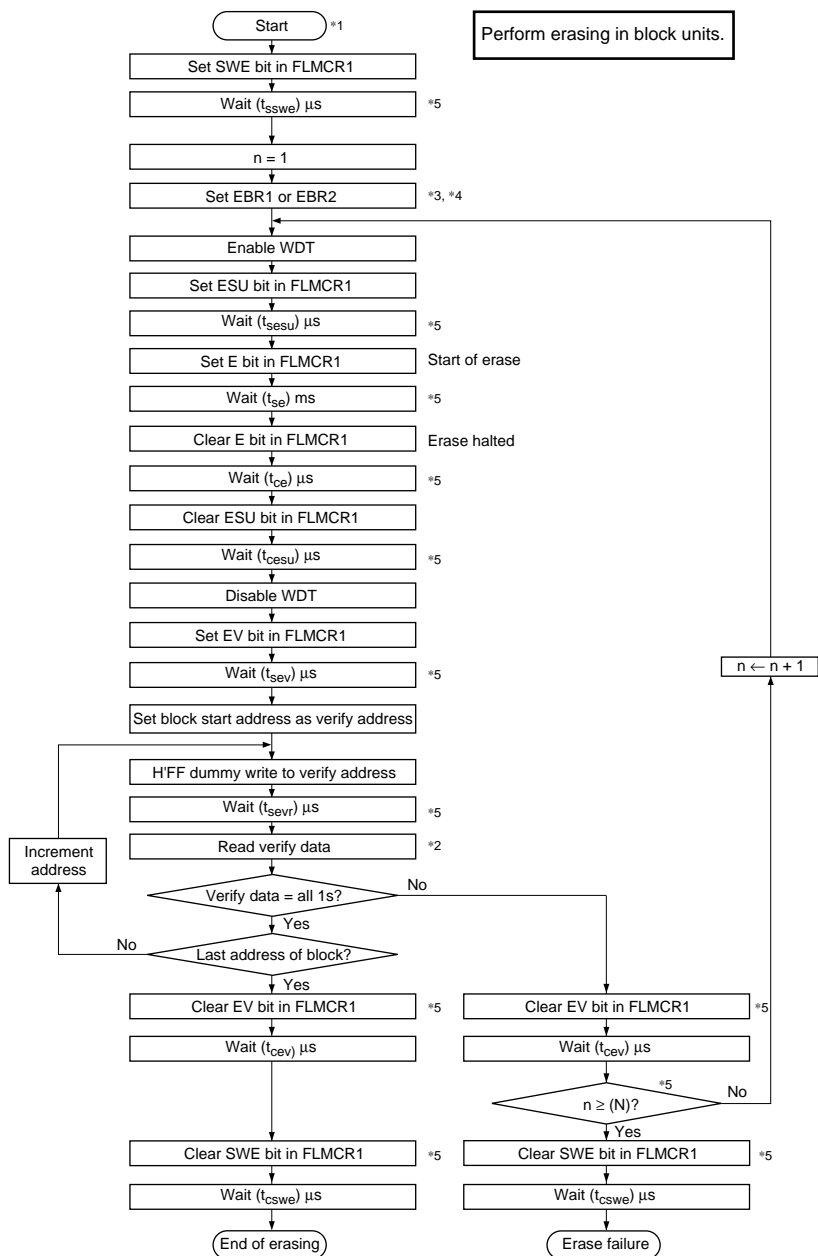 Start *1
Perform erasing in block units.
Set SWE bit in FLMCR1
Wait (tsswe) μs *5
n = 1
Set EBR1 or EBR2 *3, *4
Enable WDT
Set ESU bit in FLMCR1
Wait (tsesu) μs *5
Set E bit in FLMCR1 Start of erase
Wait (tse) ms *5
Clear E bit in FLMCR1 Erase halted
Wait (tce) μs *5
Clear ESU bit in FLMCR1
Wait (tcesu) μs *5
Disable WDT
Set EV bit in FLMCR1
Wait (tsev) μs *5
n ← n + 1
Set block start address as verify address
H'FF dummy write to verify address
Wait (tsevr) μs *5
Read verify data *2
Increment
address
Verify data = all 1s?
No
Yes
Last address of block?
No
Yes
Clear EV bit in FLMCR1 *5
Wait (tcev) μs
Clear SWE bit in FLMCR1 *5
Wait (tcswe) μs
End of erasing
Clear EV bit in FLMCR1 *5
Wait (tcev) μs
*5
n ≥ (N)?
No
Yes
Clear SWE bit in FLMCR1 *5
Wait (tcswe) μs
Erase failure